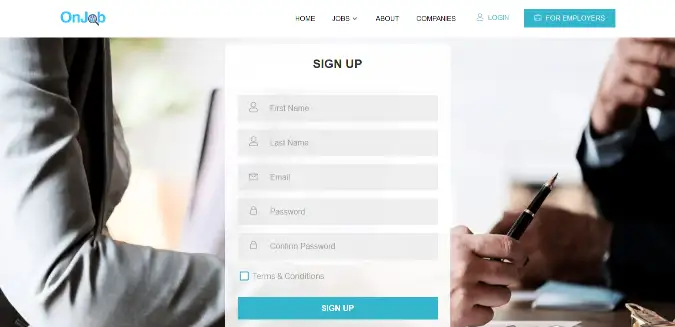 OnJob
HOME
JOBS
ABOUT
COMPANIES
LOGIN
FOR EMPLOYERS
SIGN UP
First Name
Last Name
Email
Password
Confirm Password
Terms & Conditions
SIGN UP